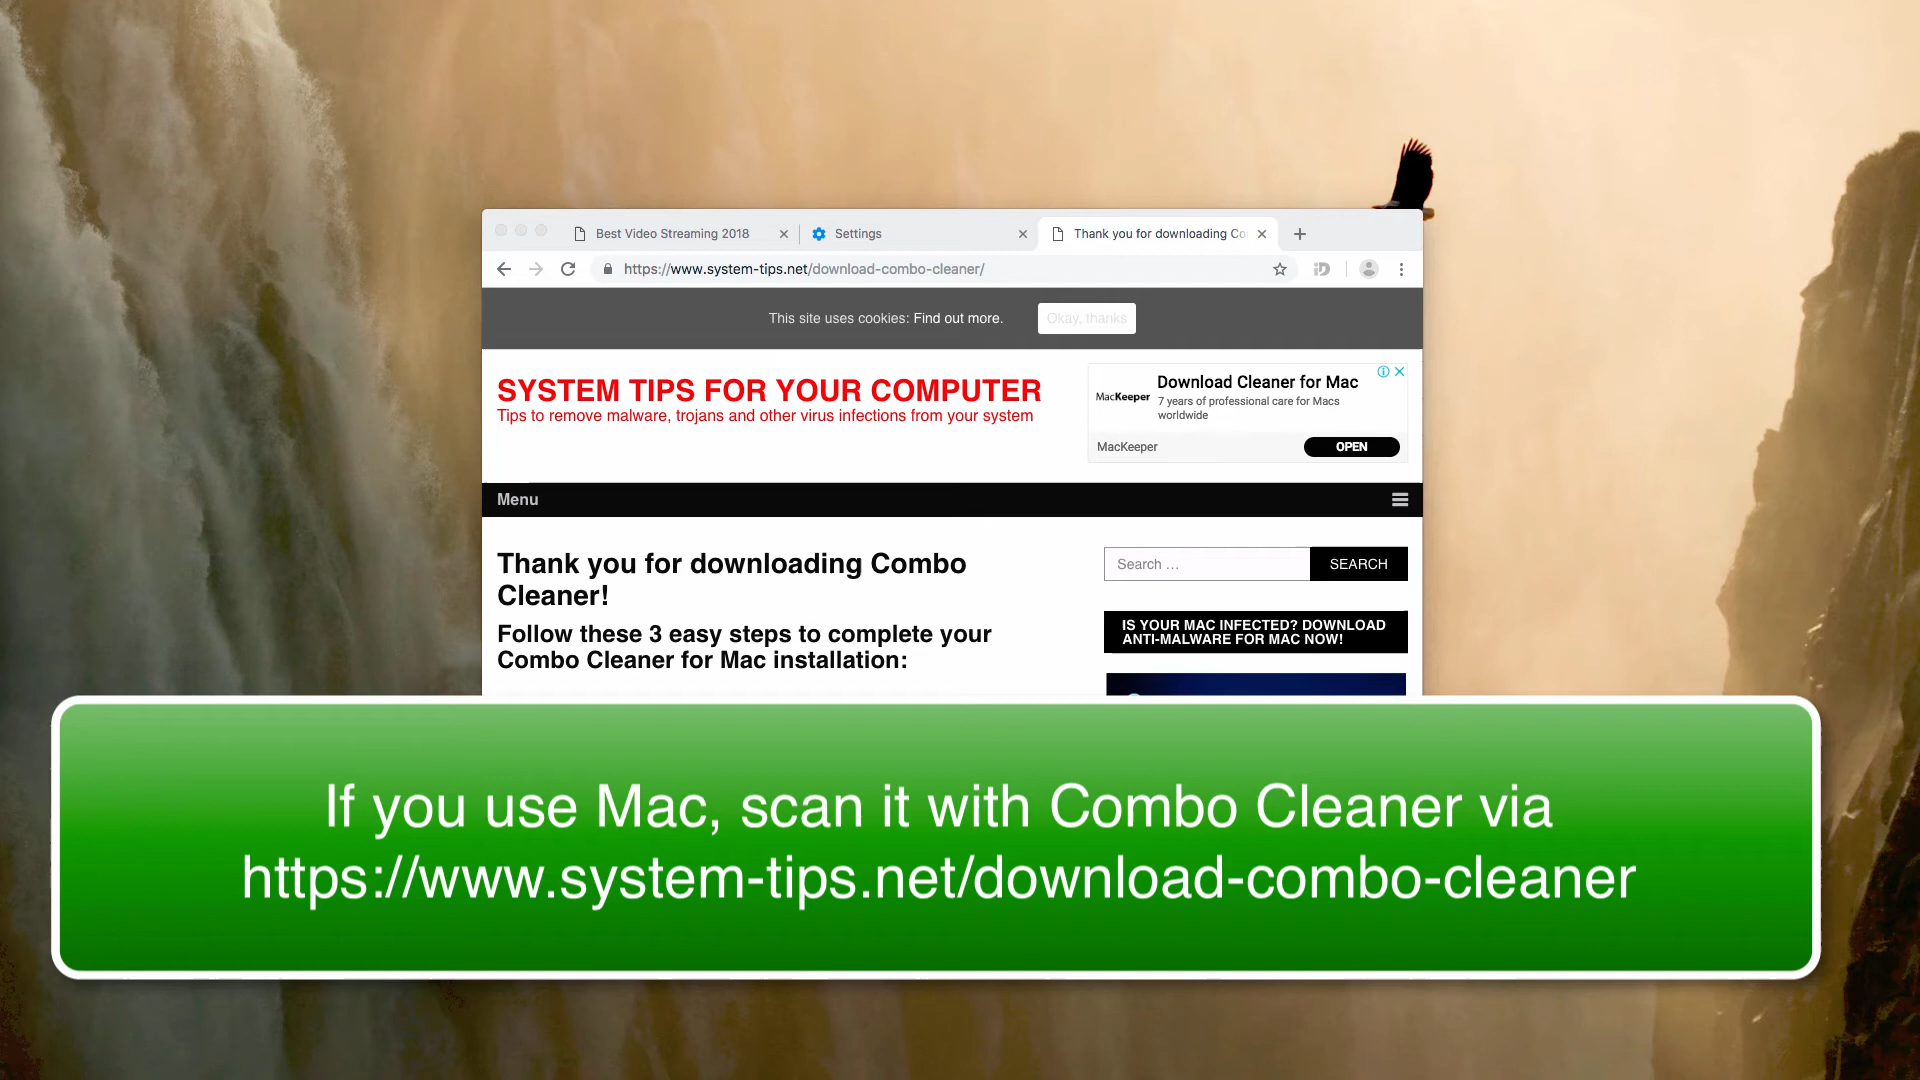 Best Video Streaming 2018
Settings
Thank you for downloading Co
https://www.system-tips.net/download-combo-cleaner/
This site uses cookies: Find out more.
Okay, thanks
SYSTEM TIPS FOR YOUR COMPUTER
Tips to remove malware, trojans and other virus infections from your system
MacKeeper
Download Cleaner for Mac
7 years of professional care for Macs
worldwide
MacKeeper
OPEN
Menu
Thank you for downloading Combo
Cleaner!
Follow these 3 easy steps to complete your
Combo Cleaner for Mac installation:
Search …
SEARCH
IS YOUR MAC INFECTED? DOWNLOAD
ANTI-MALWARE FOR MAC NOW!
If you use Mac, scan it with Combo Cleaner via
https://www.system-tips.net/download-combo-cleaner